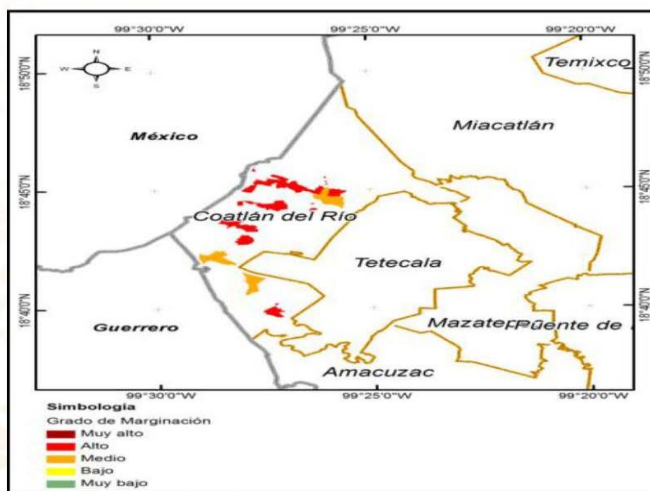 99°30'0"W 99°25'0"W 99°20'0"W
18°50'0"N 18°50'0"N
N
W E
S
Temixco
México
Miacatlán
18°45'0"N 18°45'0"N
Coatlán del Río
Tetecala
18°40'0"N 18°40'0"N
Guerrero
Puente de
Amacuzac
99°30'0"W 99°25'0"W 99°20'0"W
Simbología
Grado de Marginación
Muy alto
Alto
Medio
Bajo
Muy bajo